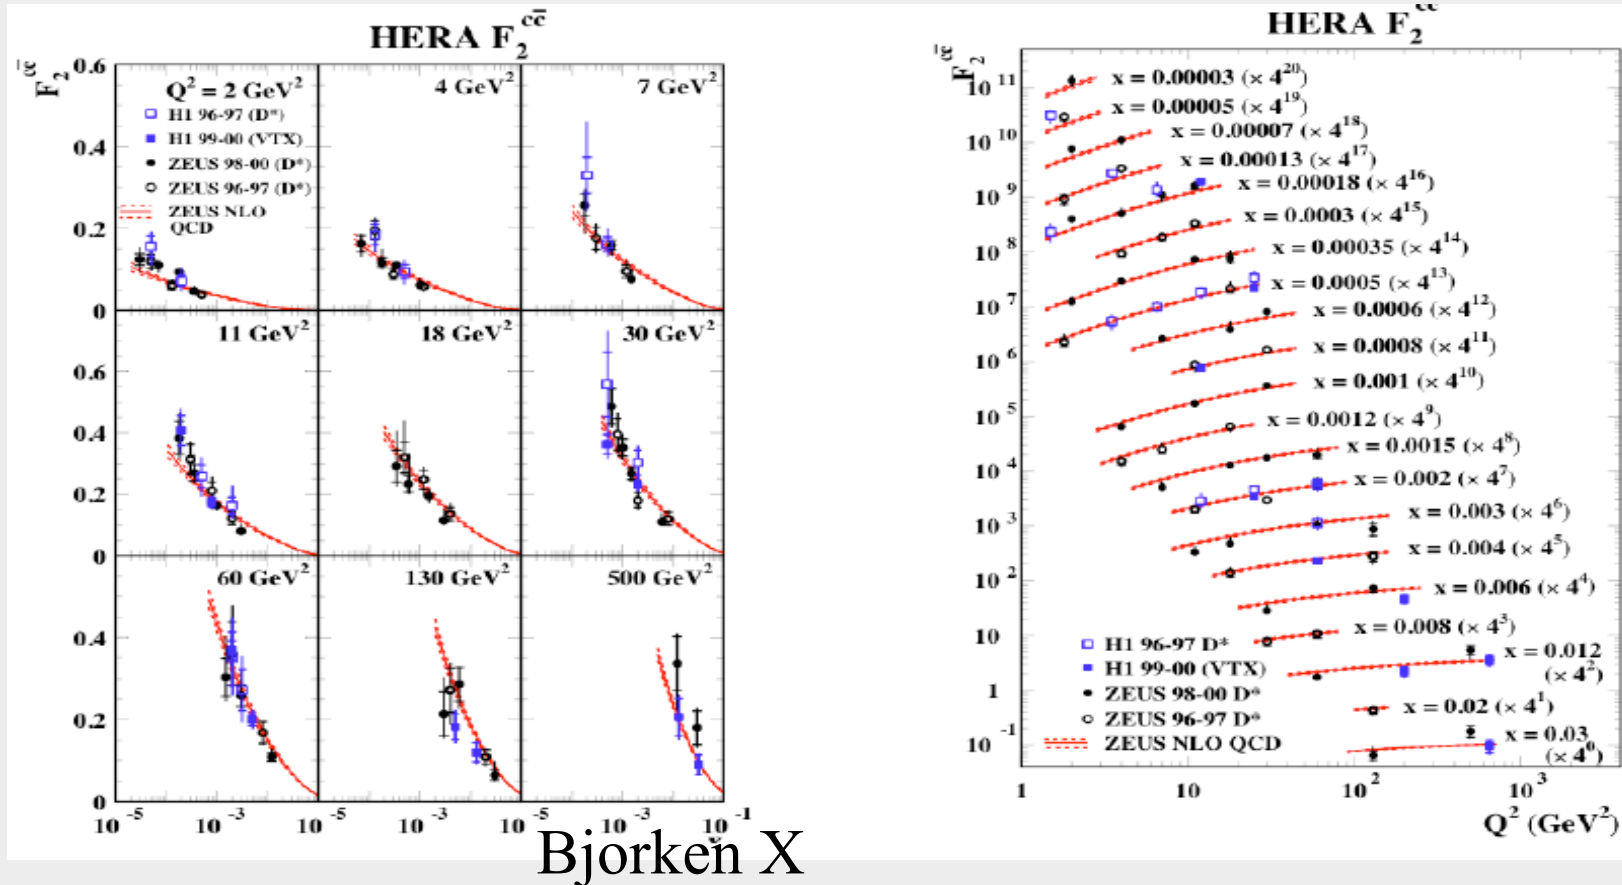 HERA F₂ᶜᶜ̄
F₂ᶜᶜ̄
0.6
0.4
0.2
0
Q² = 2 GeV²
H1 96-97 (D*)
H1 99-00 (VTX)
ZEUS 98-00 (D*)
ZEUS 96-97 (D*)
ZEUS NLO
QCD
4 GeV²
7 GeV²
0.6
0.4
0.2
0
11 GeV²
18 GeV²
30 GeV²
0.4
0.2
0
60 GeV²
130 GeV²
500 GeV²
10⁻⁵ 10⁻³ 10⁻⁵ 10⁻³ 10⁻⁵ 10⁻³ 10⁻¹
Bjorken X
HERA F₂
F₂ᶜᶜ̄
10¹¹
10¹⁰
10⁹
10⁸
10⁷
10⁶
10⁵
10⁴
10³
10²
10
1
10⁻¹
x = 0.00003 (× 4²⁰)
x = 0.00005 (× 4¹⁹)
x = 0.00007 (× 4¹⁸)
x = 0.00013 (× 4¹⁷)
x = 0.00018 (× 4¹⁶)
x = 0.0003 (× 4¹⁵)
x = 0.00035 (× 4¹⁴)
x = 0.0005 (× 4¹³)
x = 0.0006 (× 4¹²)
x = 0.0008 (× 4¹¹)
x = 0.001 (× 4¹⁰)
x = 0.0012 (× 4⁹)
x = 0.0015 (× 4⁸)
x = 0.002 (× 4⁷)
x = 0.003 (× 4⁶)
x = 0.004 (× 4⁵)
x = 0.006 (× 4⁴)
x = 0.008 (× 4³)
x = 0.012
(× 4²)
x = 0.02 (× 4¹)
x = 0.03
(× 4⁰)
H1 96-97 D*
H1 99-00 (VTX)
ZEUS 98-00 D*
ZEUS 96-97 D*
ZEUS NLO QCD
1 10 10² 10³
Q² (GeV²)